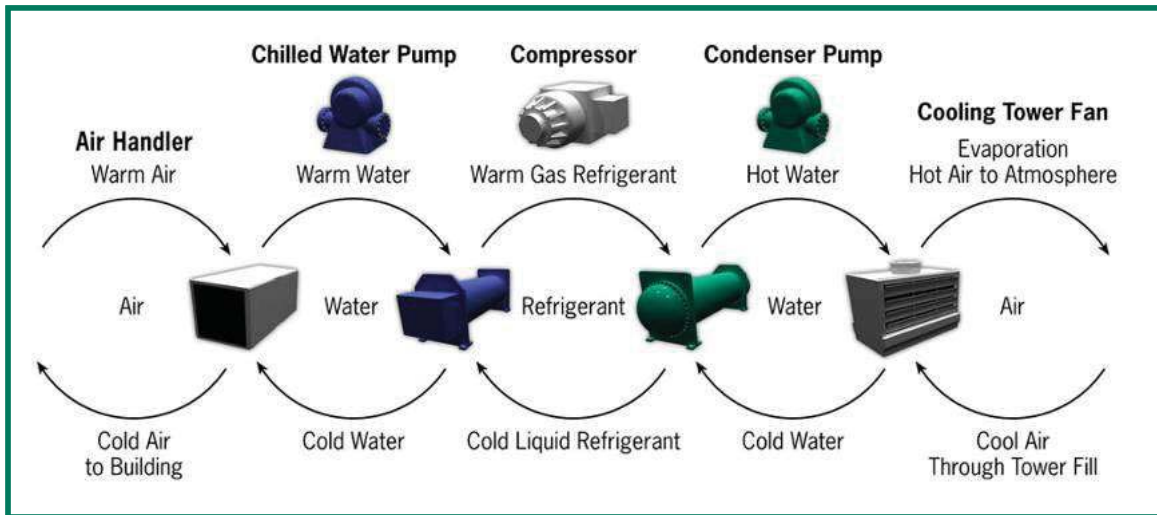 Chilled Water Pump
Compressor
Condenser Pump
Cooling Tower Fan
Air Handler
Evaporation
Warm Air
Warm Water
Warm Gas Refrigerant
Hot Water
Hot Air to Atmosphere
Air
Water
Refrigerant
Water
Air
Cold Air
to Building
Cold Water
Cold Liquid Refrigerant
Cold Water
Cool Air
Through Tower Fill